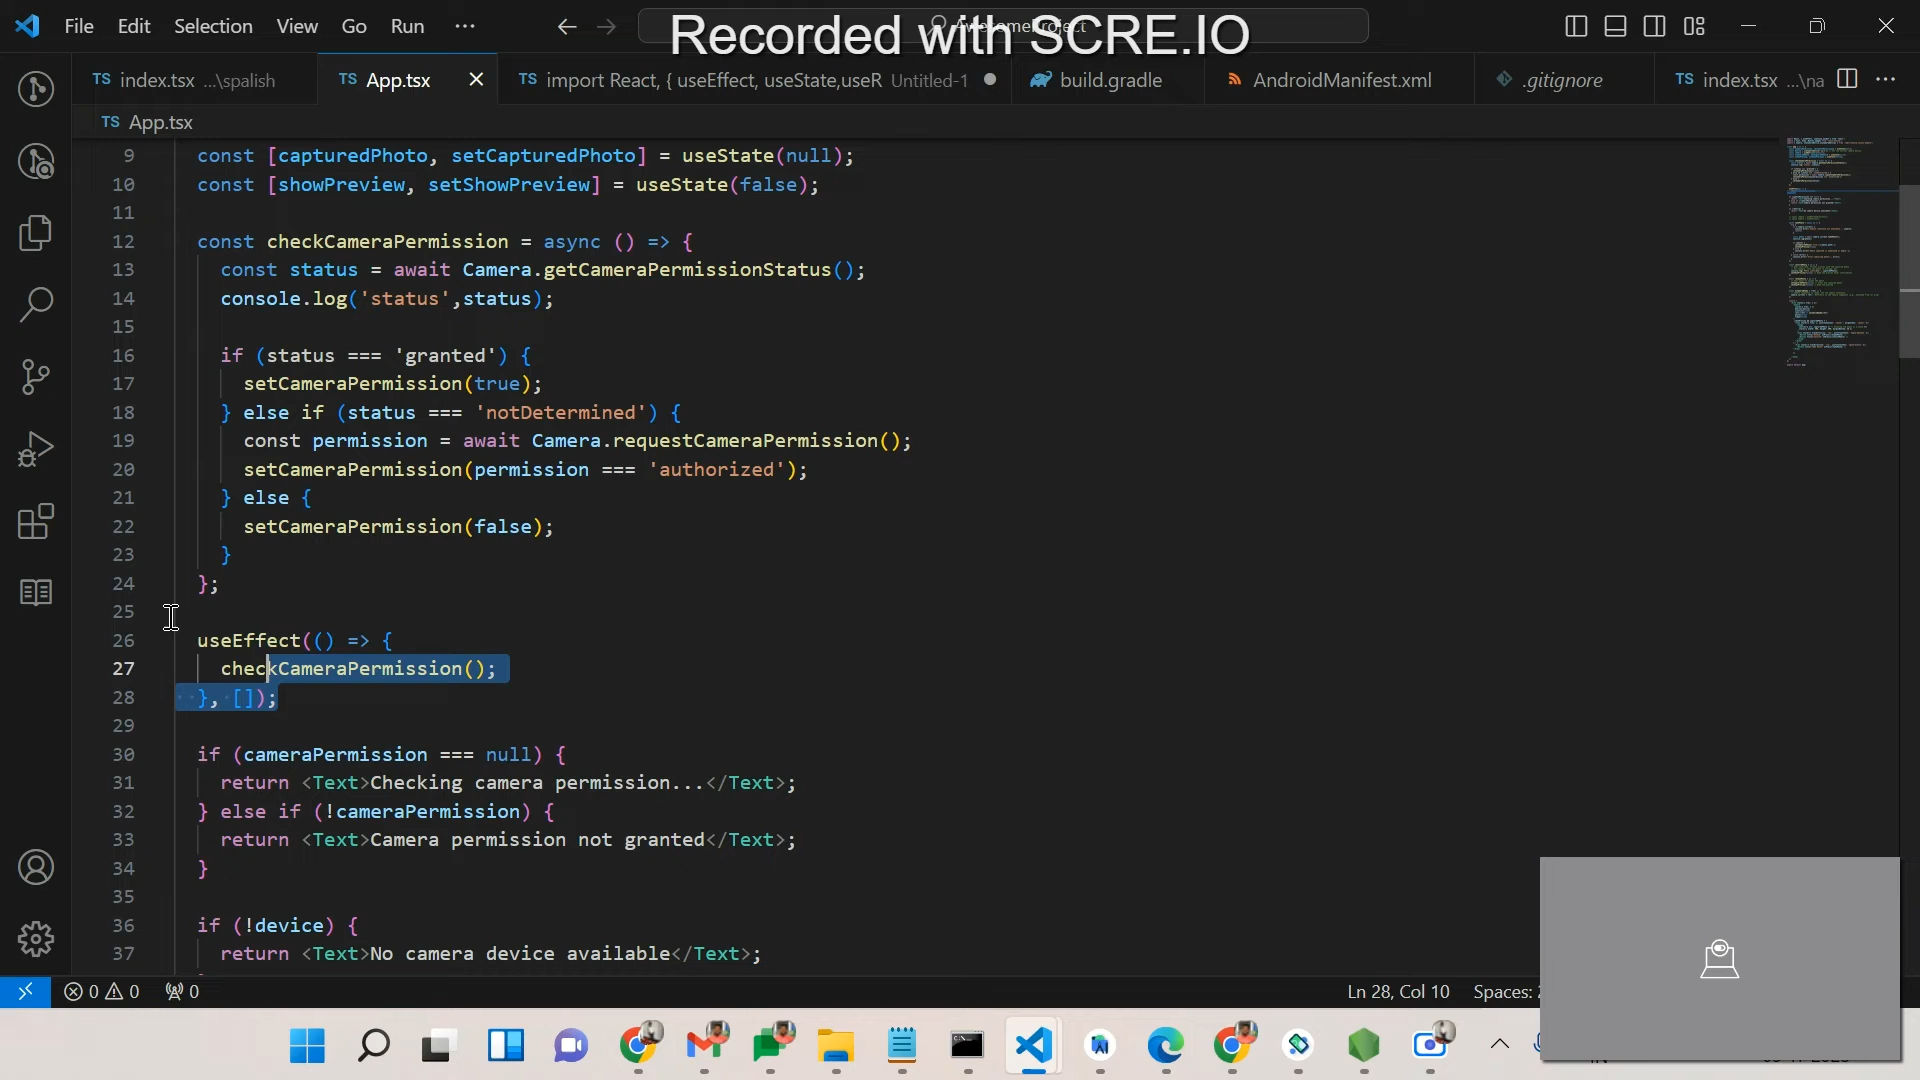 File Edit Selection View Go Run ···
Recorded with SCRE.IO
TS index.tsx ...\spalish
TS App.tsx
TS import React, { useEffect, useState,useR Untitled-1
build.gradle
AndroidManifest.xml
.gitignore
TS index.tsx ...\na
TS App.tsx
9 const [capturedPhoto, setCapturedPhoto] = useState(null);
10 const [showPreview, setShowPreview] = useState(false);
11
12 const checkCameraPermission = async () => {
13 const status = await Camera.getCameraPermissionStatus();
14 console.log('status',status);
15
16 if (status === 'granted') {
17 setCameraPermission(true);
18 } else if (status === 'notDetermined') {
19 const permission = await Camera.requestCameraPermission();
20 setCameraPermission(permission === 'authorized');
21 } else {
22 setCameraPermission(false);
23 }
24 };
25
26 useEffect(() => {
27 checkCameraPermission();
28 }, []);
29
30 if (cameraPermission === null) {
31 return <Text>Checking camera permission...</Text>;
32 } else if (!cameraPermission) {
33 return <Text>Camera permission not granted</Text>;
34 }
35
36 if (!device) {
37 return <Text>No camera device available</Text>;
0 0 0
Ln 28, Col 10 Spaces: